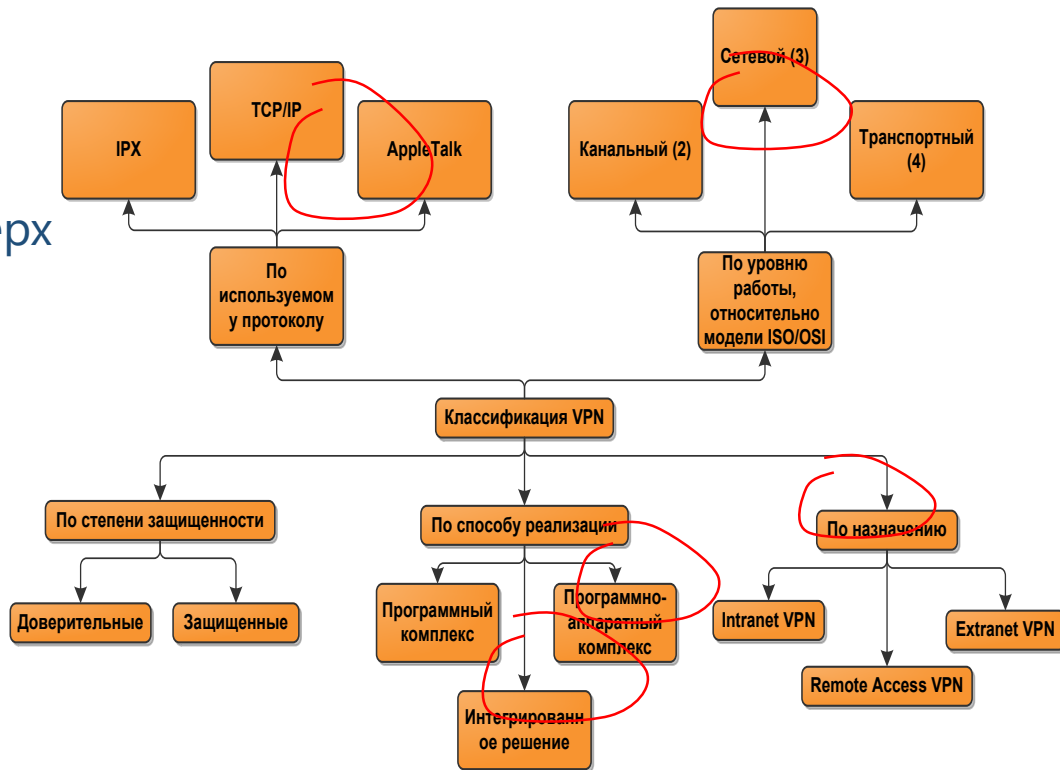 Сетевой (3)
TCP/IP
IPX
AppleTalk
Канальный (2)
Транспортный
(4)
ерх
По
используемом
у протоколу
По уровню
работы,
относительно
модели ISO/OSI
Классификация VPN
По степени защищенности
По способу реализации
По назначению
Доверительные
Защищенные
Программный
комплекс
Программно-
аппаратный
комплекс
Intranet VPN
Extranet VPN
Remote Access VPN
Интегрированн
ое решение